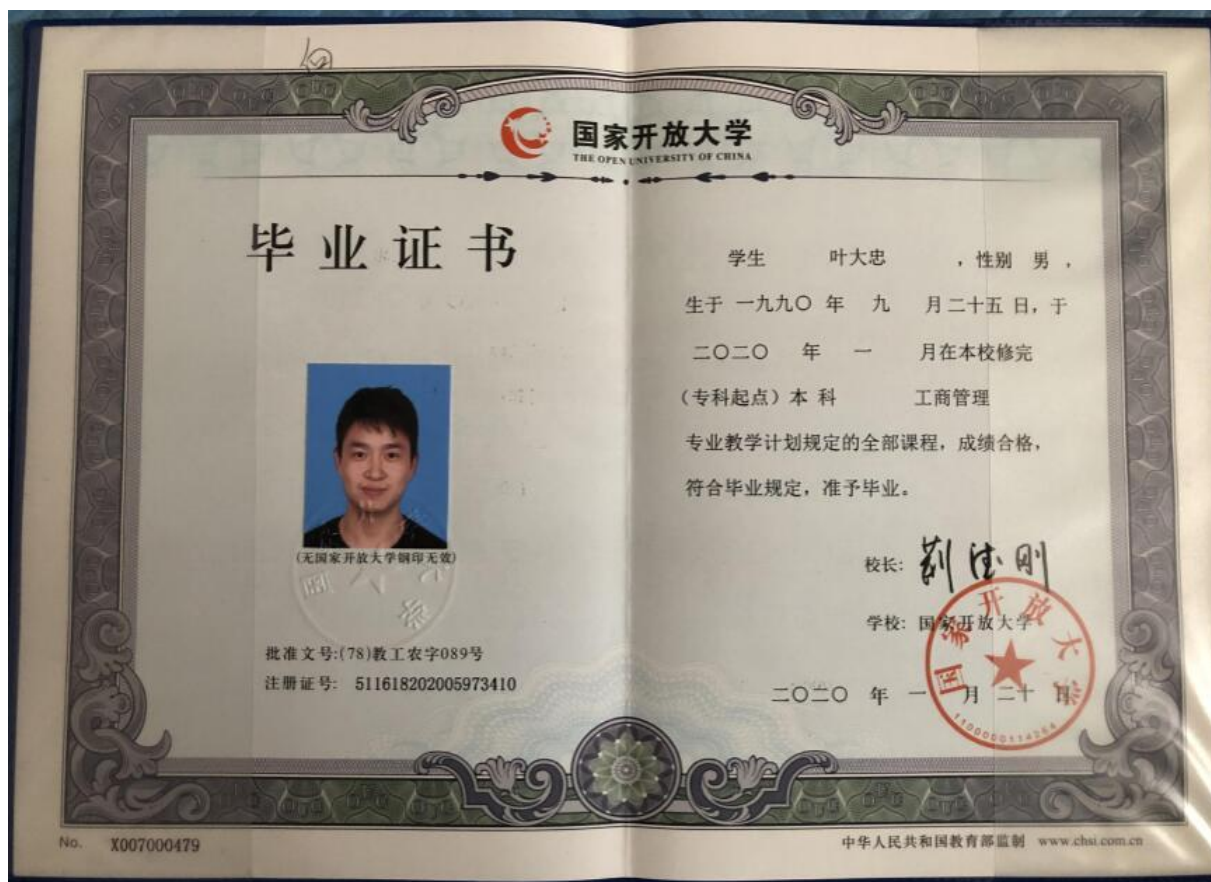 国家开放大学
THE OPEN UNIVERSITY OF CHINA
毕业证书
(无国家开放大学钢印无效)
批准文号:(78)教工农字089号
注册证号: 511618202005973410
学生 叶大忠 ，性别 男，
生于 一九九〇 年 九 月二十五 日，于
二〇二〇 年 一 月在本校修完
（专科起点）本科 工商管理
专业教学计划规定的全部课程，成绩合格，
符合毕业规定，准予毕业。
校长:
学校: 国家开放大学
国家开放大学
二〇二〇 年 一 月 二十 日
No. X007000479
中华人民共和国教育部监制 www.chsi.com.cn